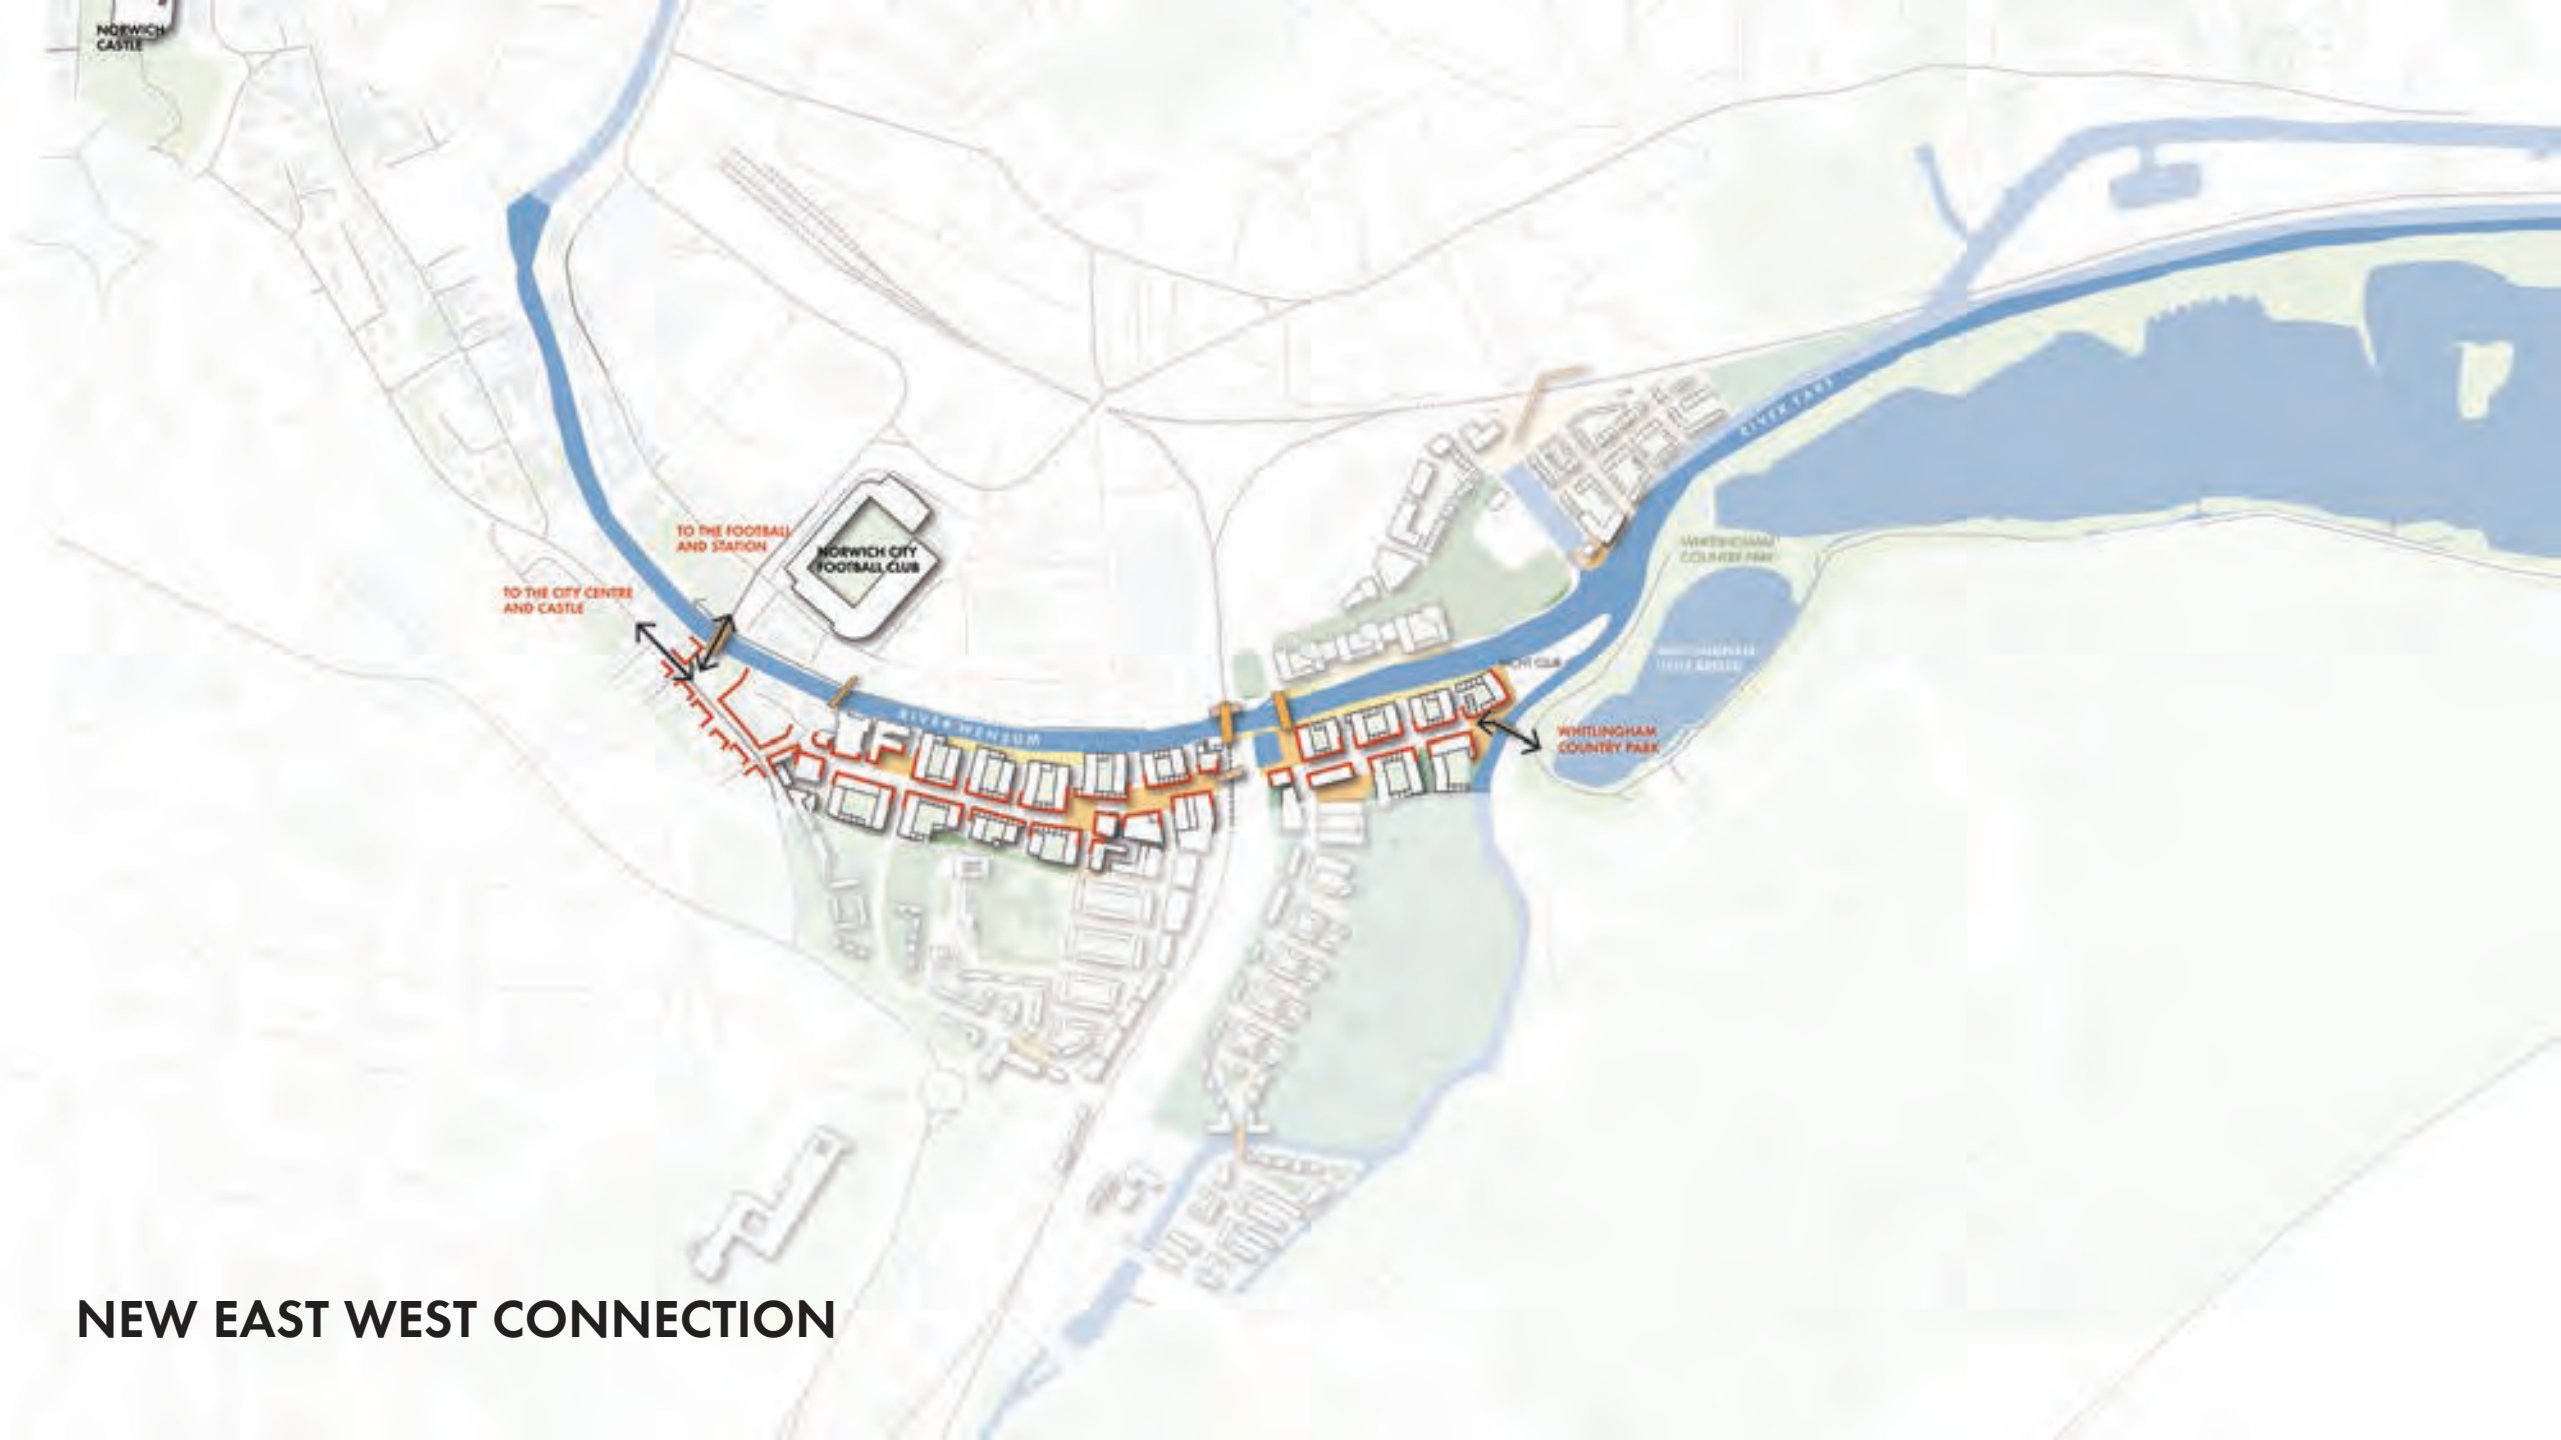 NORWICH
CASTLE
RIVER YARE
TO THE FOOTBALL
AND STATION
NORWICH CITY
FOOTBALL CLUB
WHITLINGHAM
COUNTRY PARK
TO THE CITY CENTRE
AND CASTLE
YACHT CLUB
RIVER WENSUM
WHITLINGHAM
COUNTRY PARK
NEW EAST WEST CONNECTION